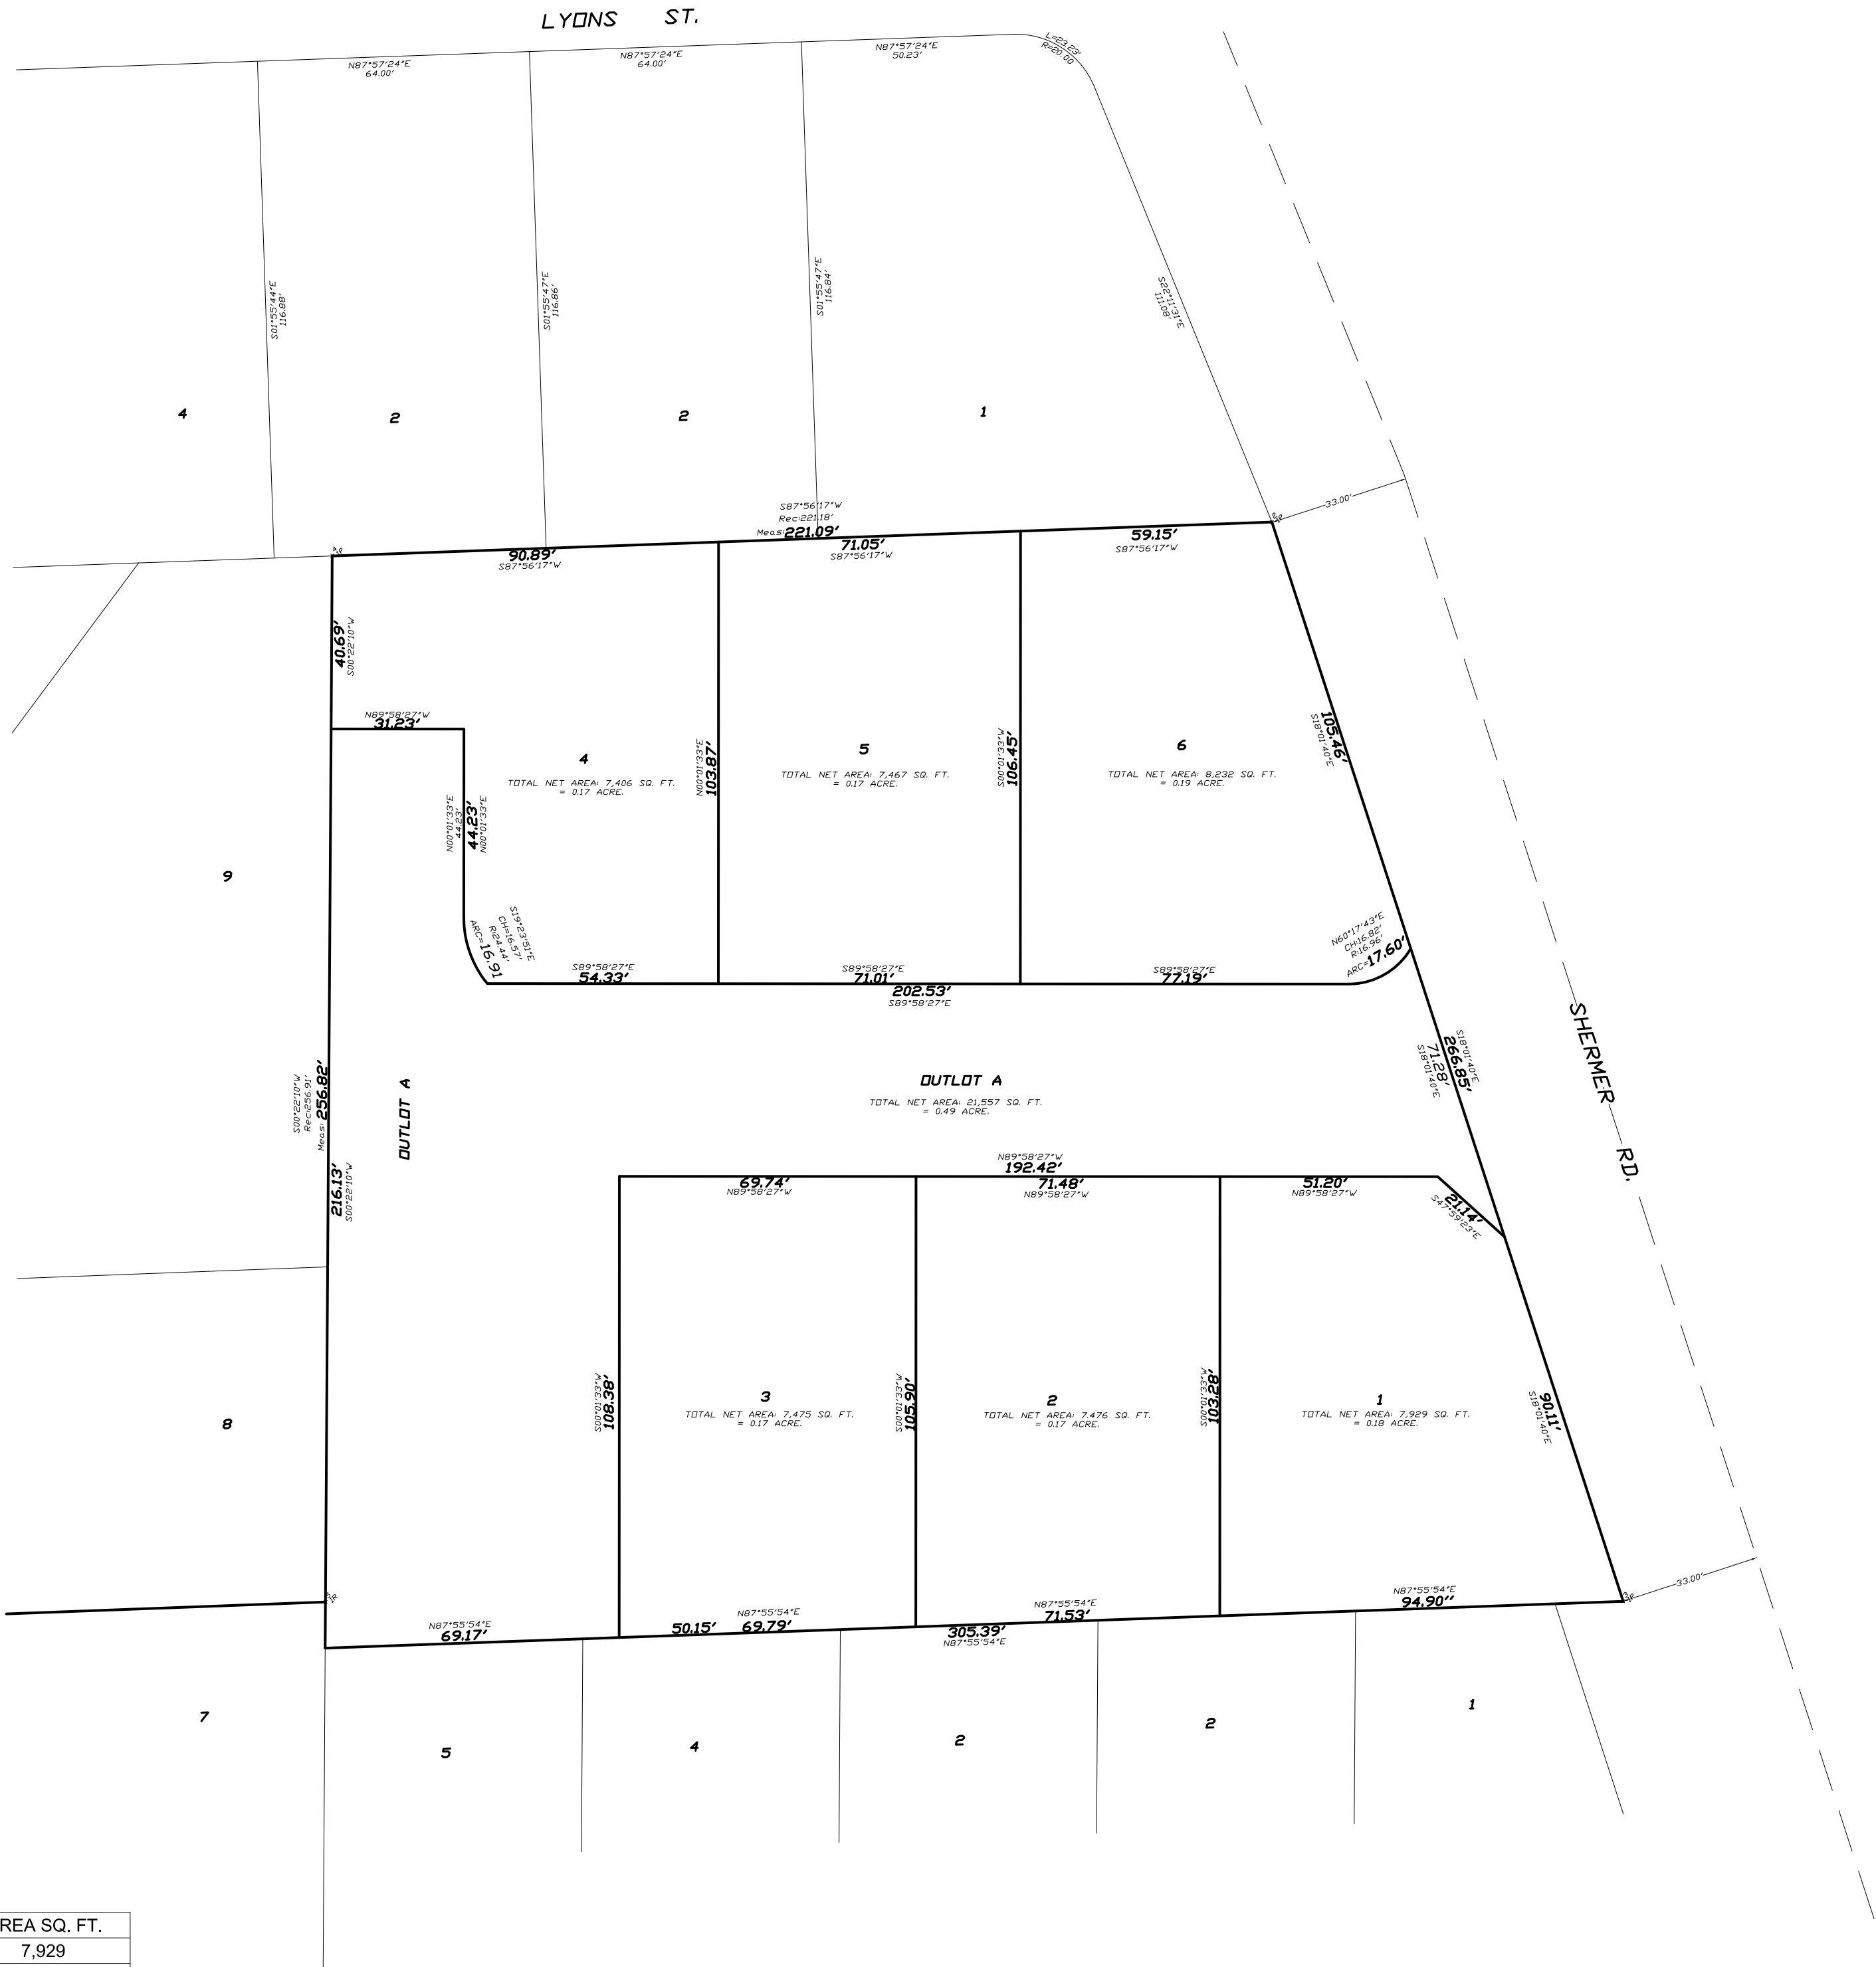 LYONS ST.
N87°57'24"E
64.00'
N87°57'24"E
64.00'
N87°57'24"E
50.23'
L=23.23'
R=20.00
S01°55'44"E
116.88'
S01°55'47"E
116.86'
S01°55'47"E
116.84'
S22°11'31"E
111.08'
4
2
2
1
33.00'
S87°56'17"W
Rec:221.18'
Meas: 221.09'
90.89'
S87°56'17"W
71.05'
S87°56'17"W
59.15'
S87°56'17"W
40.69'
S00°22'10"W
N89°58'27"W
31.23'
N00°01'33"E
44.23'
44.23'
N00°01'33"E
4
TOTAL NET AREA: 7,406 SQ. FT.
= 0.17 ACRE.
N00°01'33"E
103.87'
5
TOTAL NET AREA: 7,467 SQ. FT.
= 0.17 ACRE.
S00°01'33"W
106.45'
6
TOTAL NET AREA: 8,232 SQ. FT.
= 0.19 ACRE.
105.46'
S18°01'40"E
9
S19°23'51"E
CH=16.57'
R:24.44'
ARC=16.91
N60°17'43"E
CH:16.82'
R:16.96'
ARC=17.60'
S89°58'27"E
54.33'
S89°58'27"E
71.01'
S89°58'27"E
77.19'
202.53'
S89°58'27"E
SHERMER RD.
S18°01'40"E
266.85'
71.28'
S18°01'40"E
S00°22'10"W
Rec:256.91'
Meas: 256.82'
OUTLOT A
OUTLOT A
TOTAL NET AREA: 21,557 SQ. FT.
= 0.49 ACRE.
216.13'
S00°22'10"W
N89°58'27"W
192.42'
69.74'
N89°58'27"W
71.48'
N89°58'27"W
51.20'
N89°58'27"W
21.14'
S47°59'23"E
8
S00°01'33"W
108.38'
3
TOTAL NET AREA: 7,475 SQ. FT.
= 0.17 ACRE.
S00°01'33"W
105.90'
2
TOTAL NET AREA: 7.476 SQ. FT.
= 0.17 ACRE.
S00°01'33"W
103.28'
1
TOTAL NET AREA: 7,929 SQ. FT.
= 0.18 ACRE.
90.11'
S18°01'40"E
33.00'
N87°55'54"E
69.17'
50.15'
N87°55'54"E
69.79'
305.39'
N87°55'54"E
N87°55'54"E
71.53'
N87°55'54"E
94.90''
7
5
4
2
2
1
REA SQ. FT.
7,929